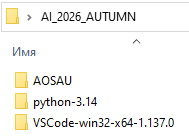 AI_2026_AUTUMN
Имя
AOSAU
python-3.14
VSCode-win32-x64-1.137.0